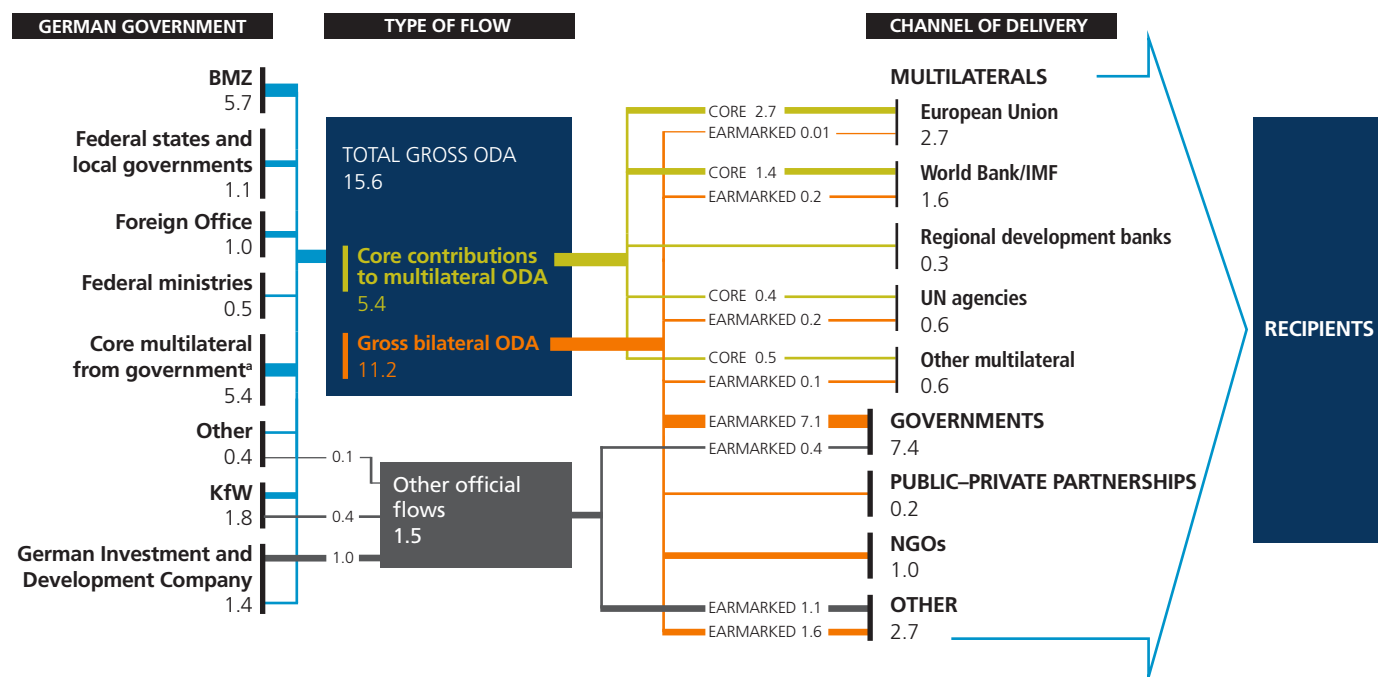 GERMAN GOVERNMENT
TYPE OF FLOW
CHANNEL OF DELIVERY
BMZ
5.7
Federal states and
local governments
1.1
Foreign Office
1.0
Federal ministries
0.5
Core multilateral
from governmentᵃ
5.4
Other
0.4
KfW
1.8
German Investment and
Development Company
1.4
0.1
0.4
1.0
TOTAL GROSS ODA
15.6
Core contributions
to multilateral ODA
5.4
Gross bilateral ODA
11.2
Other official
flows
1.5
CORE 2.7
EARMARKED 0.01
CORE 1.4
EARMARKED 0.2
CORE 0.4
EARMARKED 0.2
CORE 0.5
EARMARKED 0.1
EARMARKED 7.1
EARMARKED 0.4
EARMARKED 1.1
EARMARKED 1.6
MULTILATERALS
European Union
2.7
World Bank/IMF
1.6
Regional development banks
0.3
UN agencies
0.6
Other multilateral
0.6
GOVERNMENTS
7.4
PUBLIC–PRIVATE PARTNERSHIPS
0.2
NGOs
1.0
OTHER
2.7
RECIPIENTS